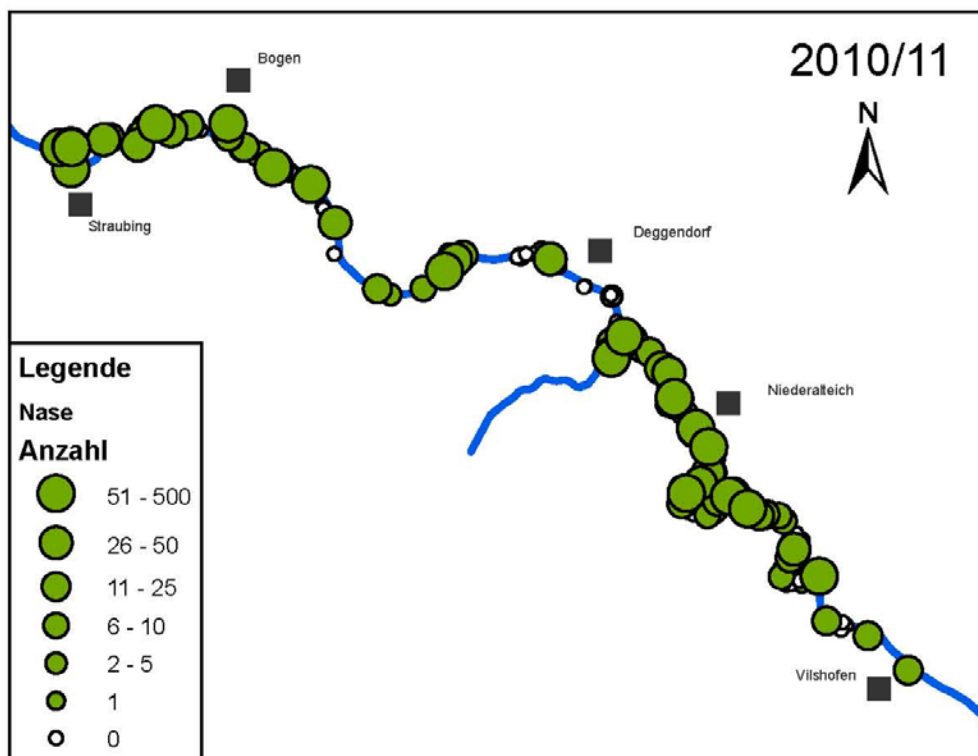 2010/11
N
Bogen
Straubing
Deggendorf
Niederalteich
Vilshofen
Legende
Nase
Anzahl
51 - 500
26 - 50
11 - 25
6 - 10
2 - 5
1
0